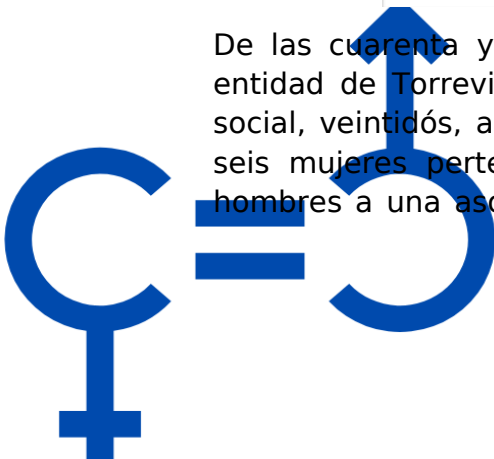 De las cuarenta y
entidad de Torrevi
social, veintidós, a
seis mujeres perte
hombres a una aso